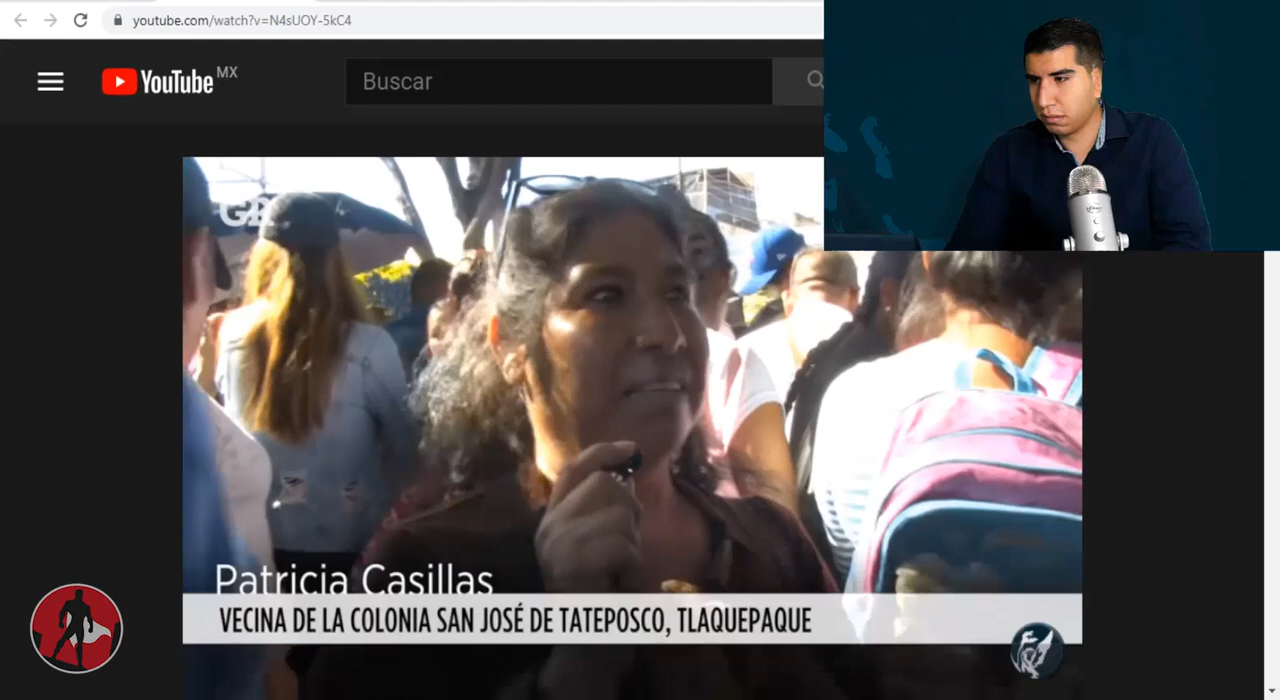 youtube.com/watch?v=N4sUOY-5kC4
YouTube MX
Buscar
Patricia Casillas
VECINA DE LA COLONIA SAN JOSÉ DE TATEPOSCO, TLAQUEPAQUE